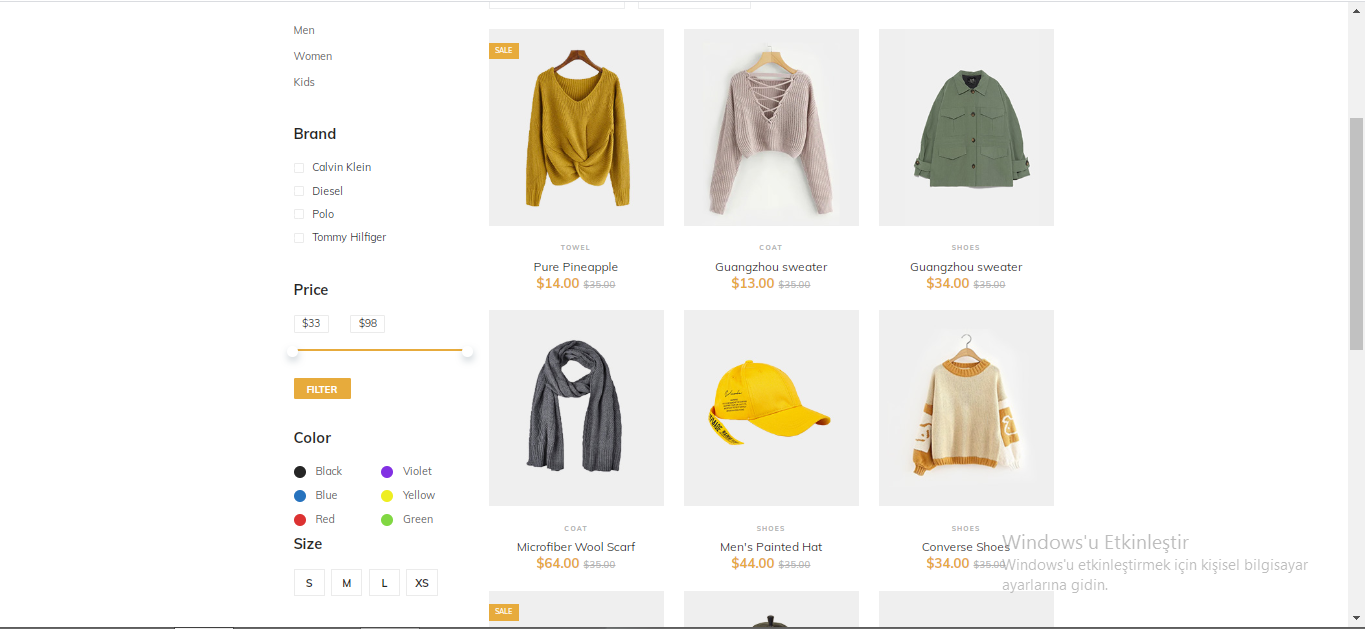 Men
Women
Kids
Brand
Calvin Klein
Diesel
Polo
Tommy Hilfiger
Price
$33 $98
FILTER
Color
Black Violet
Blue Yellow
Red Green
Size
S M L XS
SALE
TOWEL
Pure Pineapple
$14.00 $35.00
COAT
Guangzhou sweater
$13.00 $35.00
SHOES
Guangzhou sweater
$34.00 $35.00
COAT
Microfiber Wool Scarf
$64.00 $35.00
SHOES
Men's Painted Hat
$44.00 $35.00
SHOES
Converse Shoes
$34.00 $35.00
SALE
Windows'u Etkinleştir
Windows'u etkinleştirmek için kişisel bilgisayar
ayarlarına gidin.